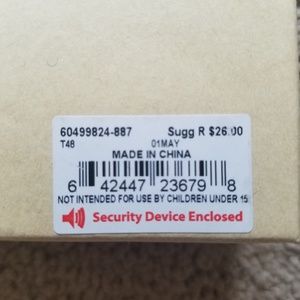 60499824-887 Sugg R $26.00
T48 01MAY
MADE IN CHINA
6 42447 23679 8
NOT INTENDED FOR USE BY CHILDREN UNDER 15
Security Device Enclosed